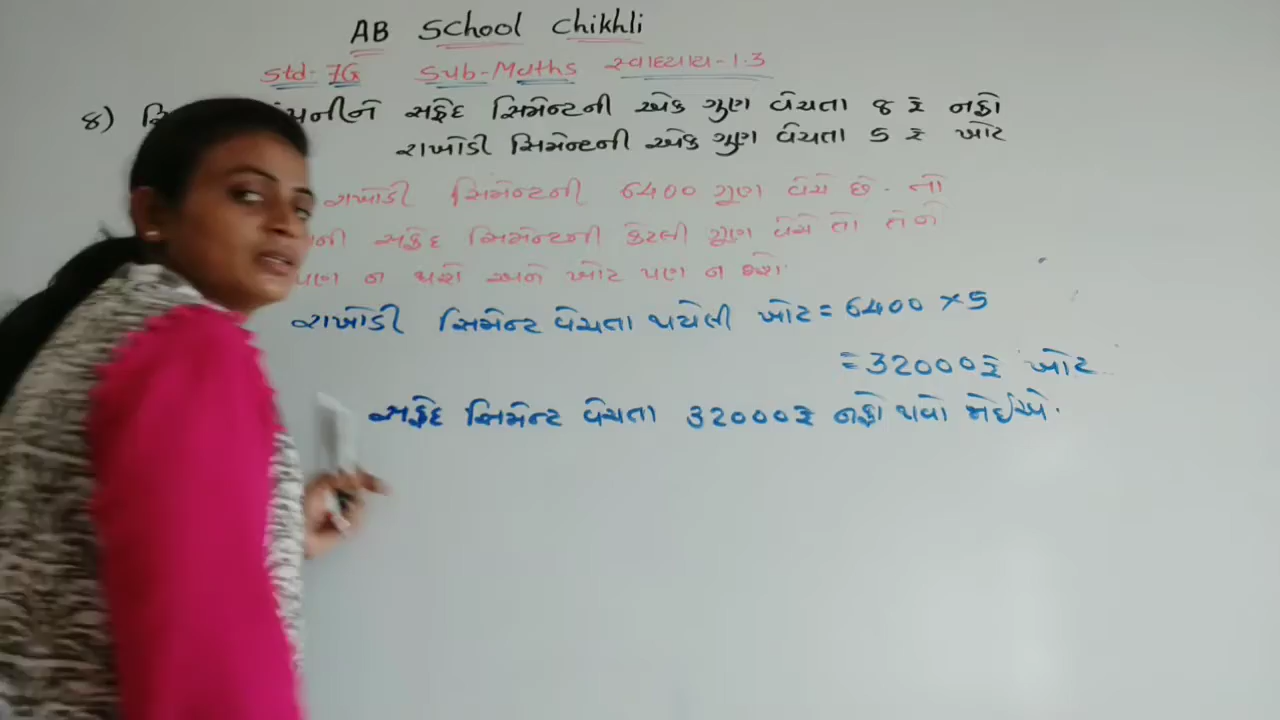 AB School Chikhli
Std-7G Sub-Maths સ્વાધ્યાય-1.3
8) સફેદ સિમેન્ટની એક ગુણ વેચતા 8 રૂ નફો
રાખોડી સિમેન્ટની એક ગુણ વેચતા 5 રૂ ખોટ
રાખોડી સિમેન્ટની 6400 ગુણ વેચે છે. તો
સફેદ સિમેન્ટની કેટલી ગુણ વેચે તો તેને
પણ ન થશે અને ખોટ પણ ન થશે.
રાખોડી સિમેન્ટ વેચતા થયેલી ખોટ = 6400 × 5
= 32000 રૂ ખોટ
સફેદ સિમેન્ટ વેચતા 32000 રૂ નફો થવો જોઈએ.